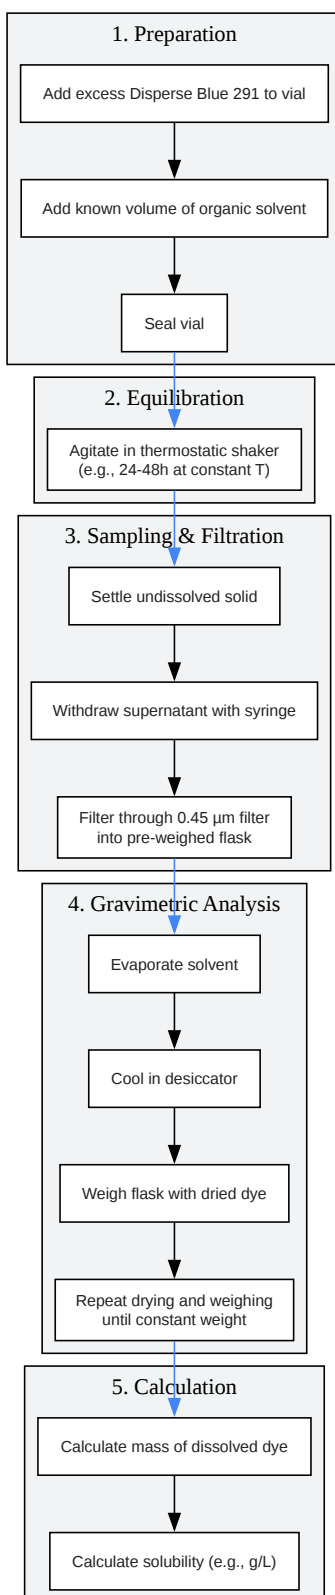 1. Preparation
Add excess Disperse Blue 291 to vial
Add known volume of organic solvent
Seal vial
2. Equilibration
Agitate in thermostatic shaker
(e.g., 24-48h at constant T)
3. Sampling & Filtration
Settle undissolved solid
Withdraw supernatant with syringe
Filter through 0.45 µm filter
into pre-weighed flask
4. Gravimetric Analysis
Evaporate solvent
Cool in desiccator
Weigh flask with dried dye
Repeat drying and weighing
until constant weight
5. Calculation
Calculate mass of dissolved dye
Calculate solubility (e.g., g/L)